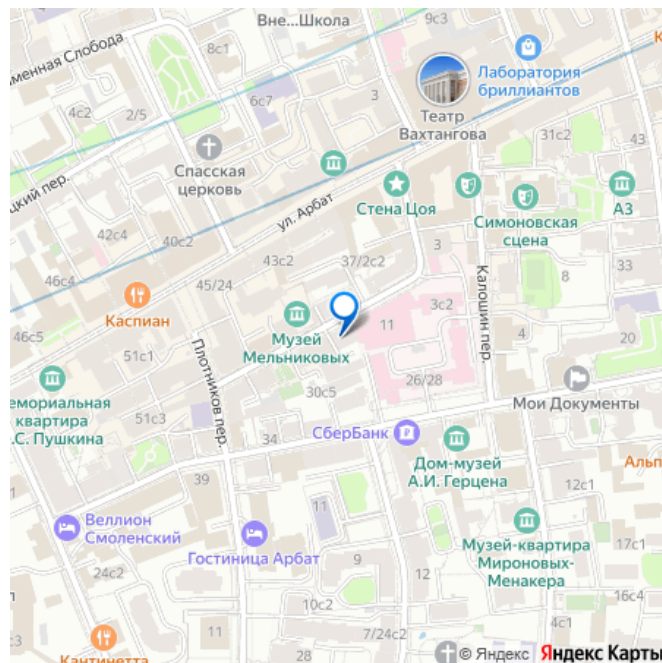 Вне...Школа
9с3
менная Слобода
8с1
Лаборатория
бриллиантов
К
4с2
2/5
6с7
3
Театр
Вахтангова
31с2
Спасская
церковь
цкий пер.
ул. Арбат
Стена Цоя
Симоновская
сцена
А3
42с4
40с2
43с2
37/2с2
3
33
46с4
45/24
Каспиан
8
Калошин пер.
3с2
11
46с5
Музей
Мельниковых
4
20
51с1
Плотников пер.
26/28
емориальная
квартира
.С. Пушкина
51с3
30с5
Мои Документы
34
СберБанк
Дом-музей
А.И. Герцена
Альп
39
12с1
Веллион
Смоленский
11
Гостиница Арбат
Музей-квартира
Мироновых-
Менакера
17с1
24с2
9
12
10с2
4с1
6с
Кантинетта
33
28
7/24с2
© Яндекс
Яндекс Карты